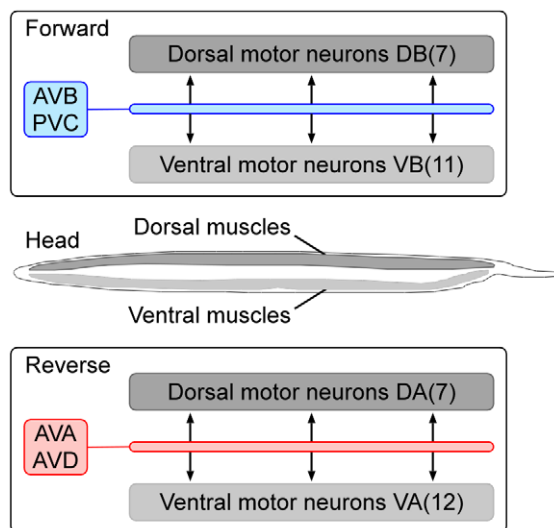 Forward
Dorsal motor neurons DB(7)
AVB
PVC
Ventral motor neurons VB(11)
Head
Dorsal muscles
Ventral muscles
Reverse
Dorsal motor neurons DA(7)
AVA
AVD
Ventral motor neurons VA(12)